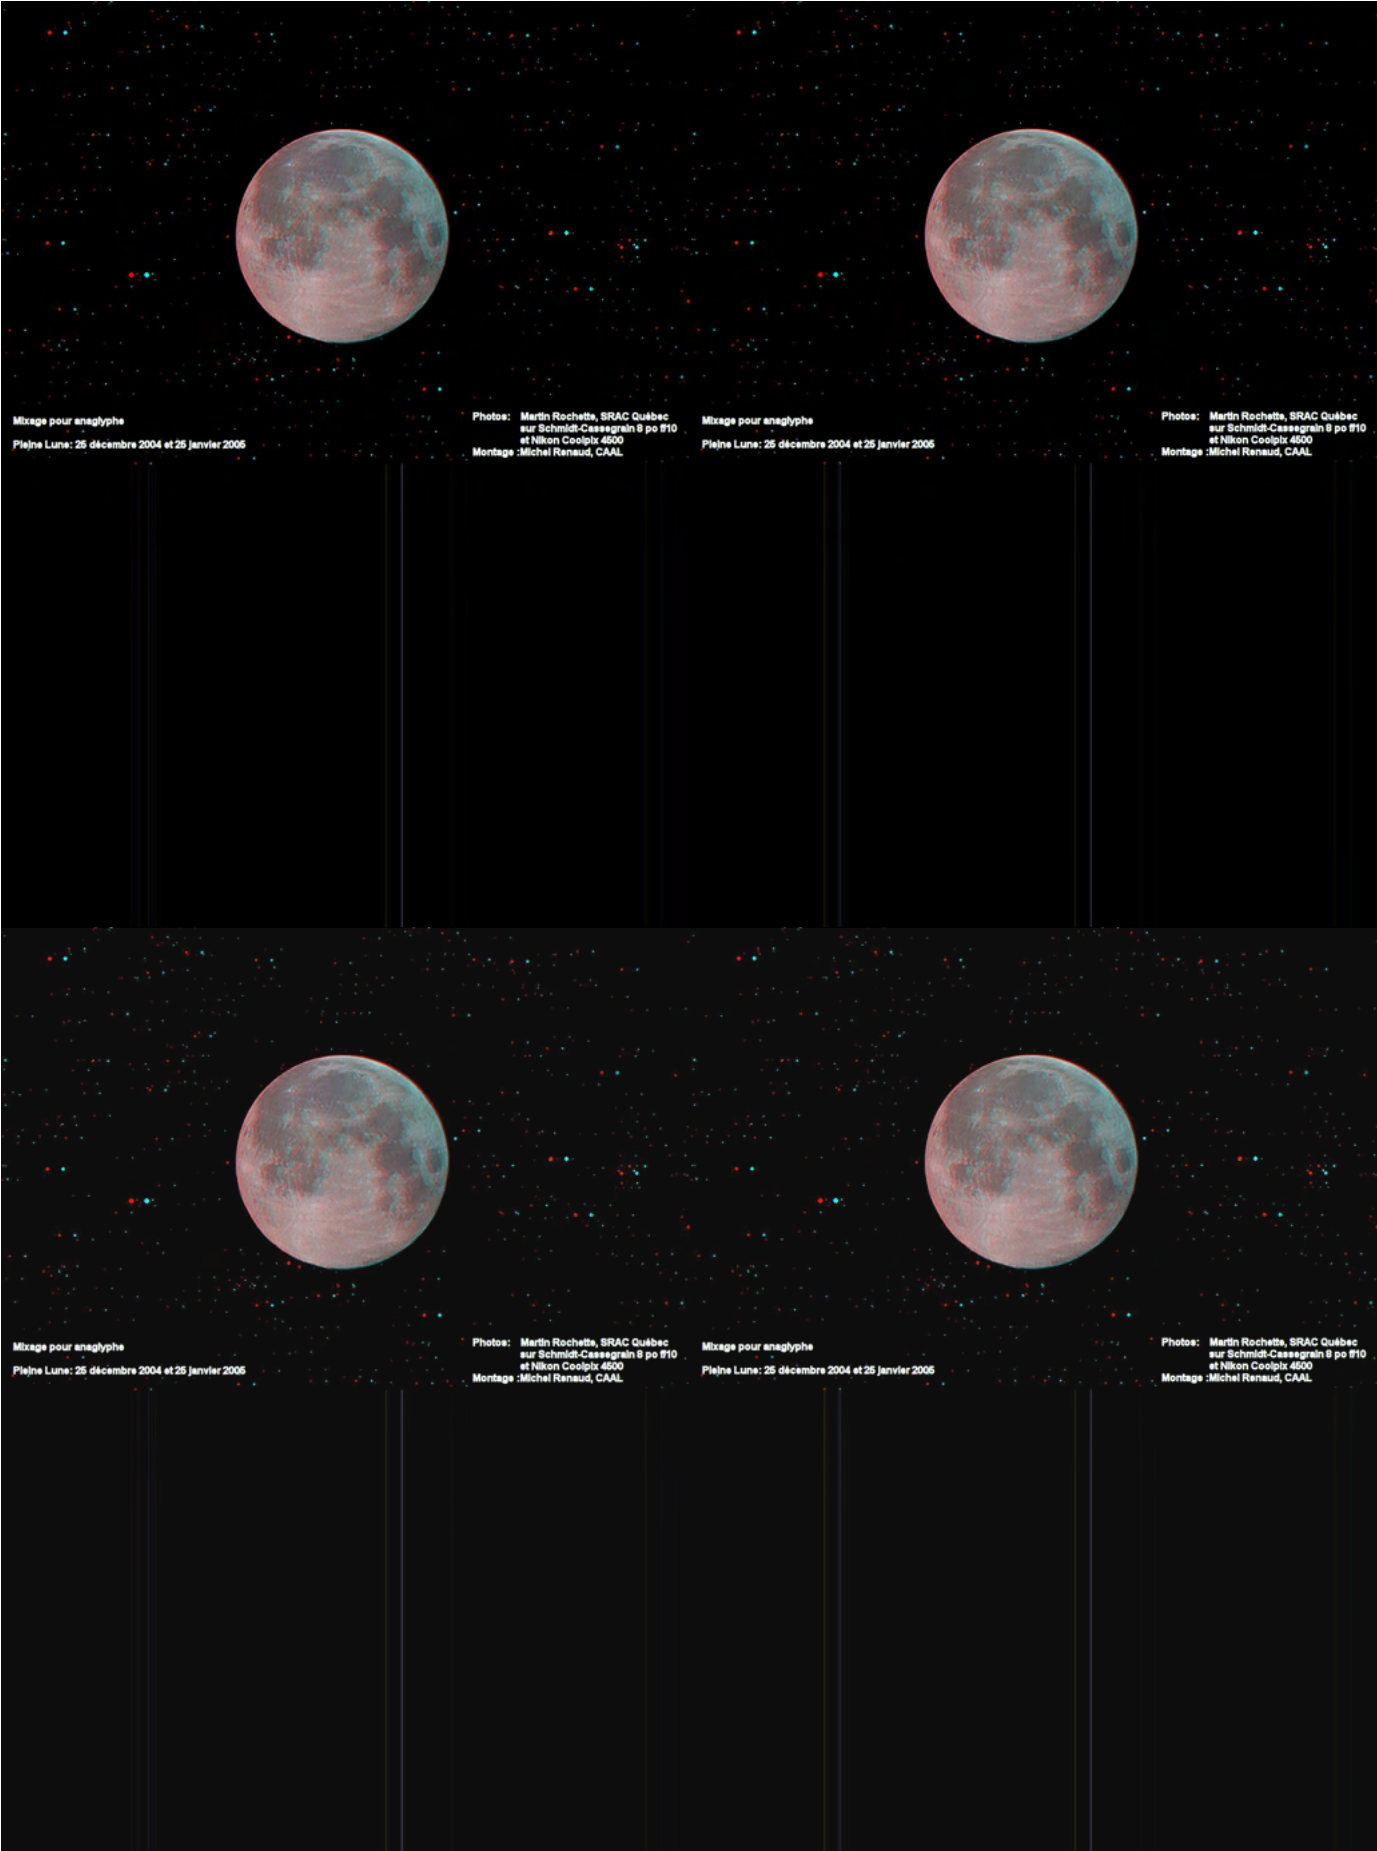 Mixage pour anaglyphe
Pleine Lune: 25 décembre 2004 et 25 janvier 2005
Photos: Martin Rochette, SRAC Québec
sur Schmidt-Cassegrain 8 po f/10
et Nikon Coolpix 4500
Montage :Michel Renaud, CAAL
Mixage pour anaglyphe
Pleine Lune: 25 décembre 2004 et 25 janvier 2005
Photos: Martin Rochette, SRAC Québec
sur Schmidt-Cassegrain 8 po f/10
et Nikon Coolpix 4500
Montage :Michel Renaud, CAAL
Mixage pour anaglyphe
Pleine Lune: 25 décembre 2004 et 25 janvier 2005
Photos: Martin Rochette, SRAC Québec
sur Schmidt-Cassegrain 8 po f/10
et Nikon Coolpix 4500
Montage :Michel Renaud, CAAL
Mixage pour anaglyphe
Pleine Lune: 25 décembre 2004 et 25 janvier 2005
Photos: Martin Rochette, SRAC Québec
sur Schmidt-Cassegrain 8 po f/10
et Nikon Coolpix 4500
Montage :Michel Renaud, CAAL